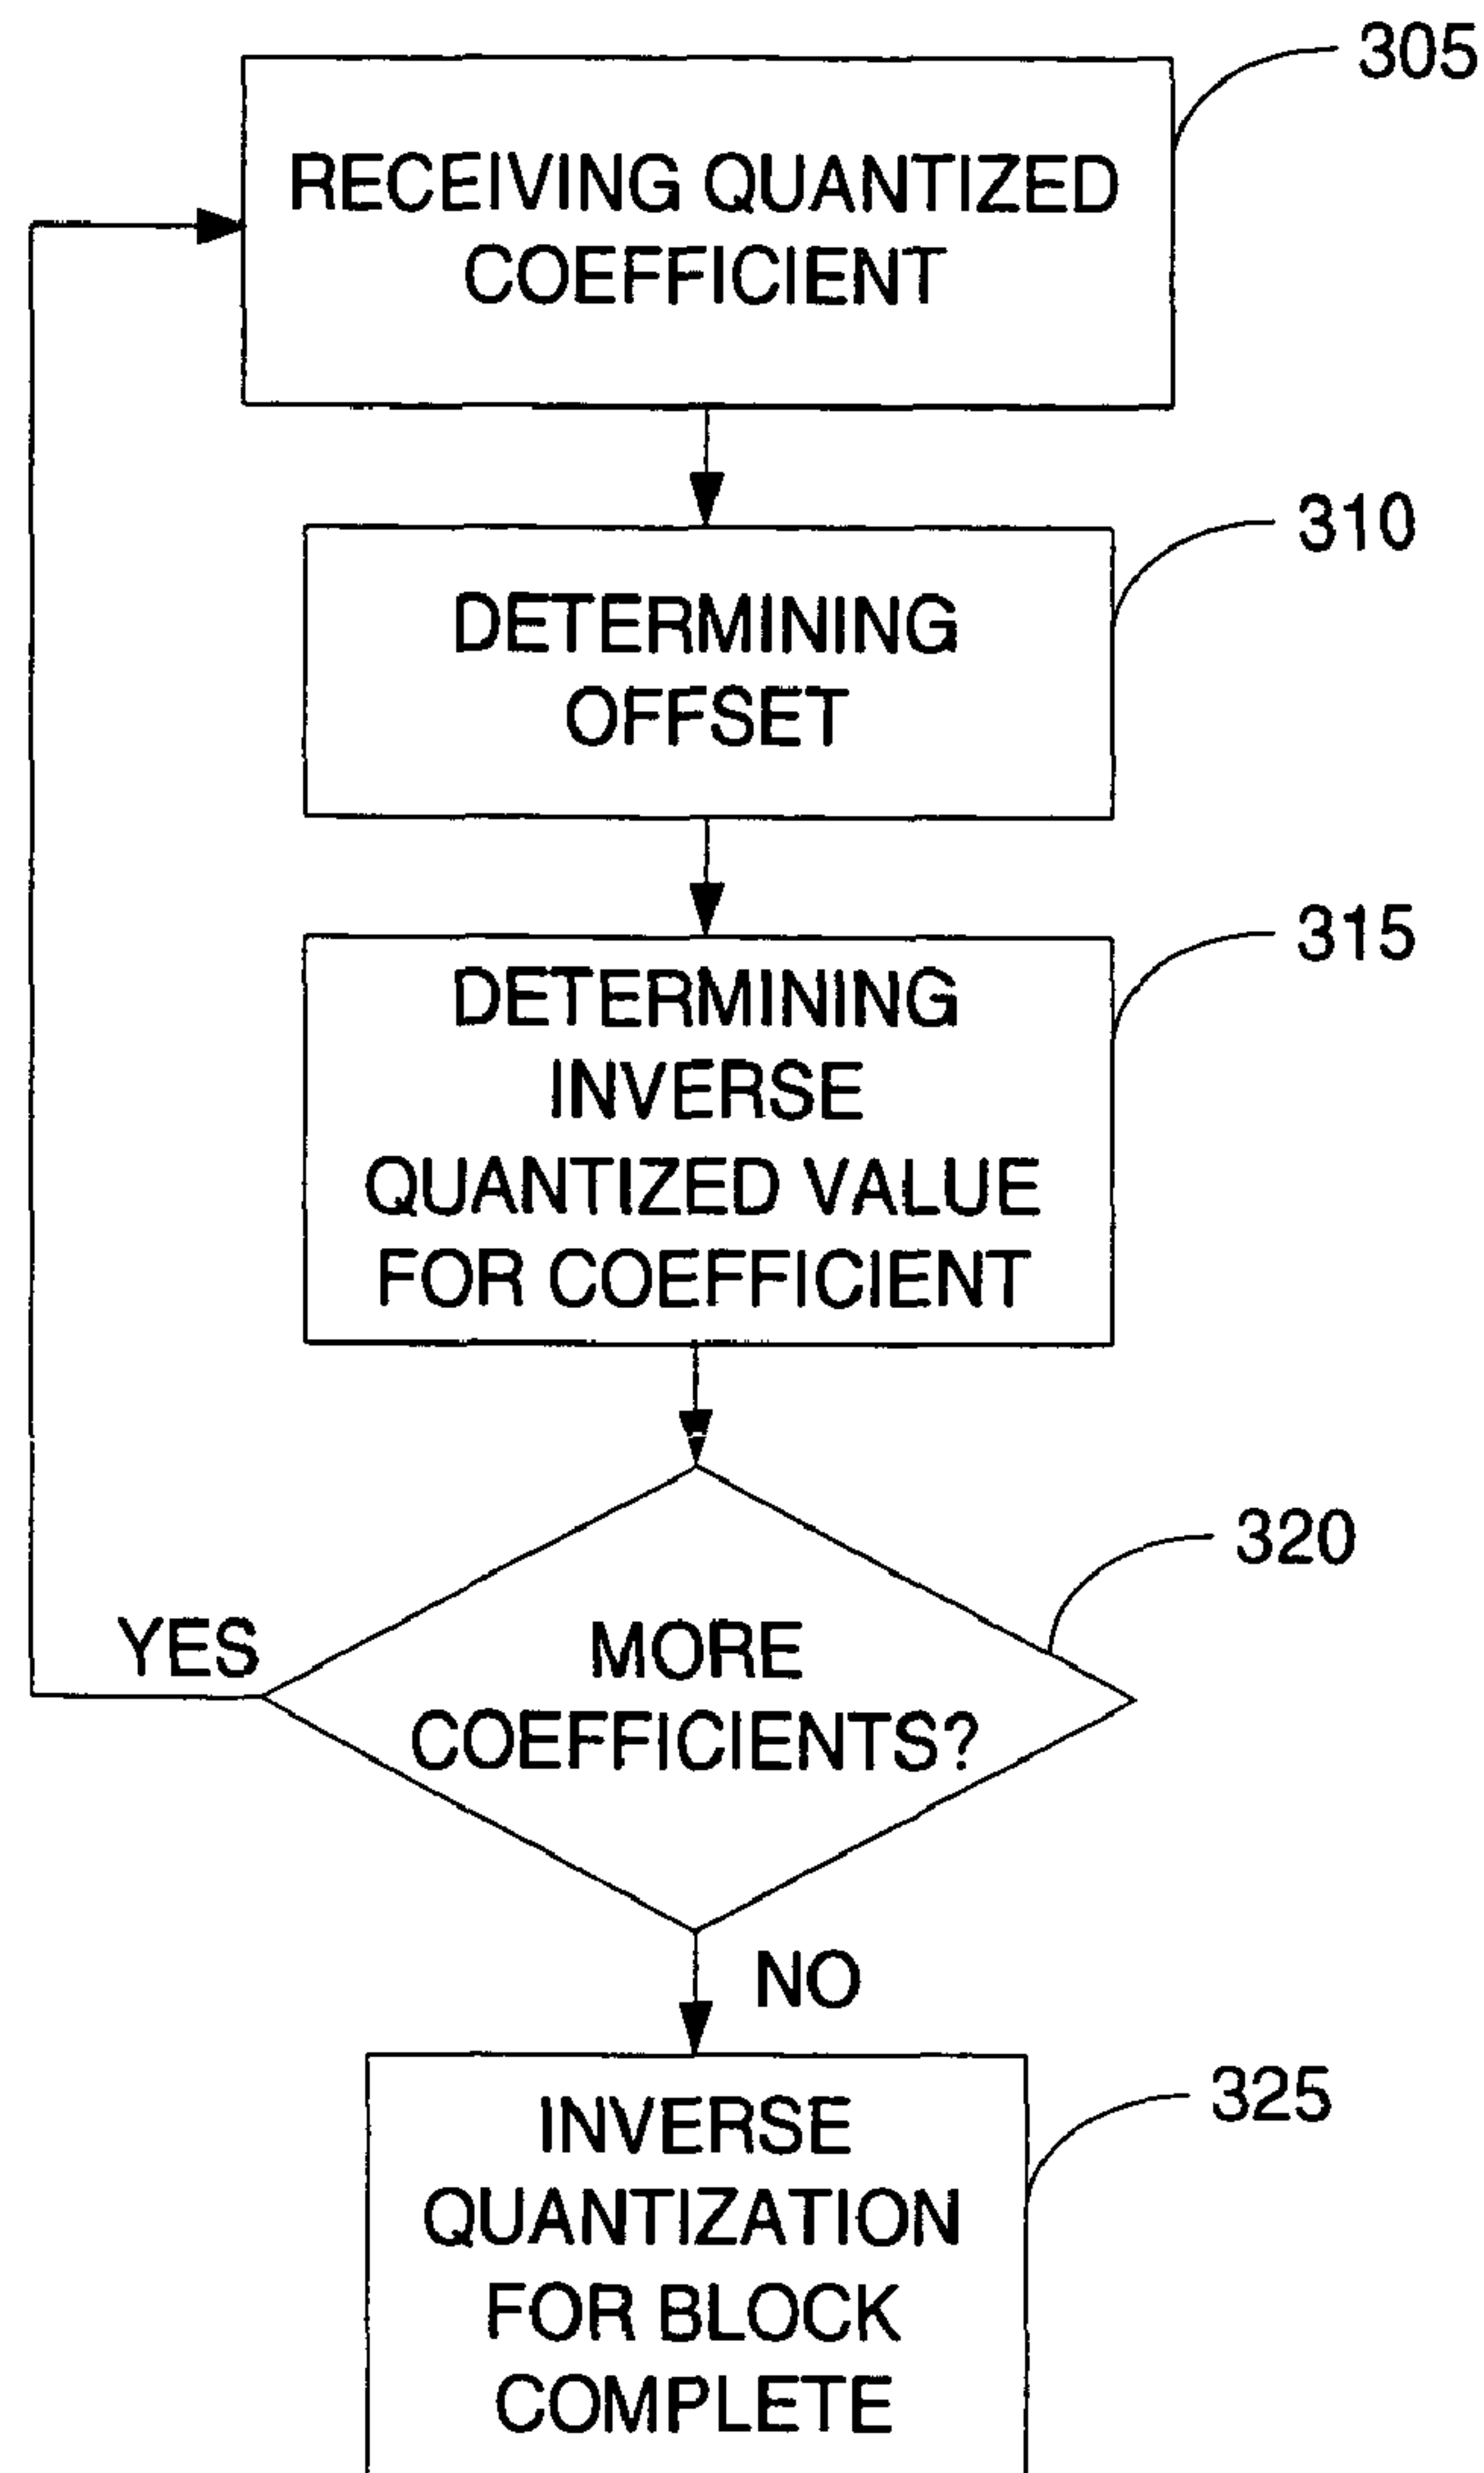 305
RECEIVING QUANTIZED
COEFFICIENT
310
DETERMINING
OFFSET
315
DETERMINING
INVERSE
QUANTIZED VALUE
FOR COEFFICIENT
320
YES
MORE
COEFFICIENTS?
NO
325
INVERSE
QUANTIZATION
FOR BLOCK
COMPLETE